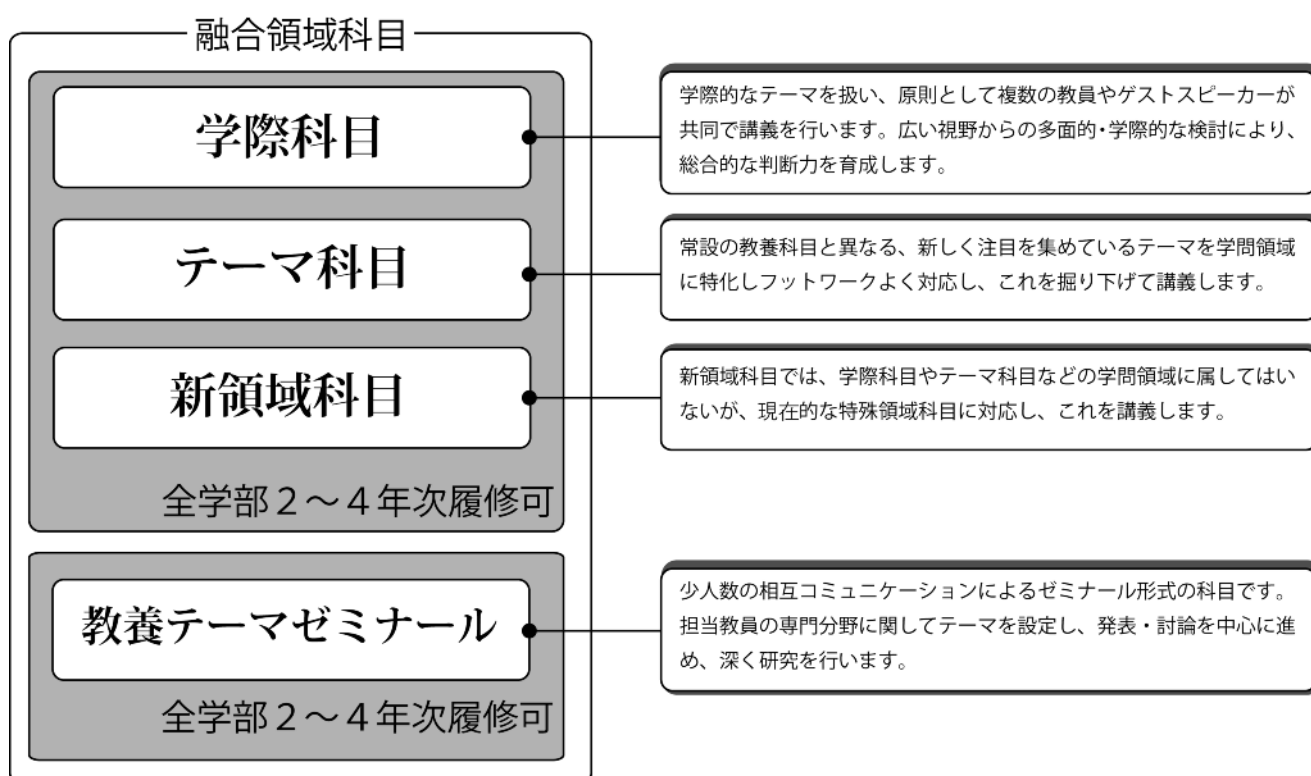 融合領域科目
学際科目
学際的なテーマを扱い、原則として複数の教員やゲストスピーカーが
共同で講義を行います。広い視野からの多面的・学際的な検討により、
総合的な判断力を育成します。
テーマ科目
常設の教養科目と異なる、新しく注目を集めているテーマを学問領域
に特化しフットワークよく対応し、これを掘り下げて講義します。
新領域科目
新領域科目では、学際科目やテーマ科目などの学問領域に属してはい
ないが、現在的な特殊領域科目に対応し、これを講義します。
全学部２～４年次履修可
教養テーマゼミナール
少人数の相互コミュニケーションによるゼミナール形式の科目です。
担当教員の専門分野に関してテーマを設定し、発表・討論を中心に進
め、深く研究を行います。
全学部２～４年次履修可